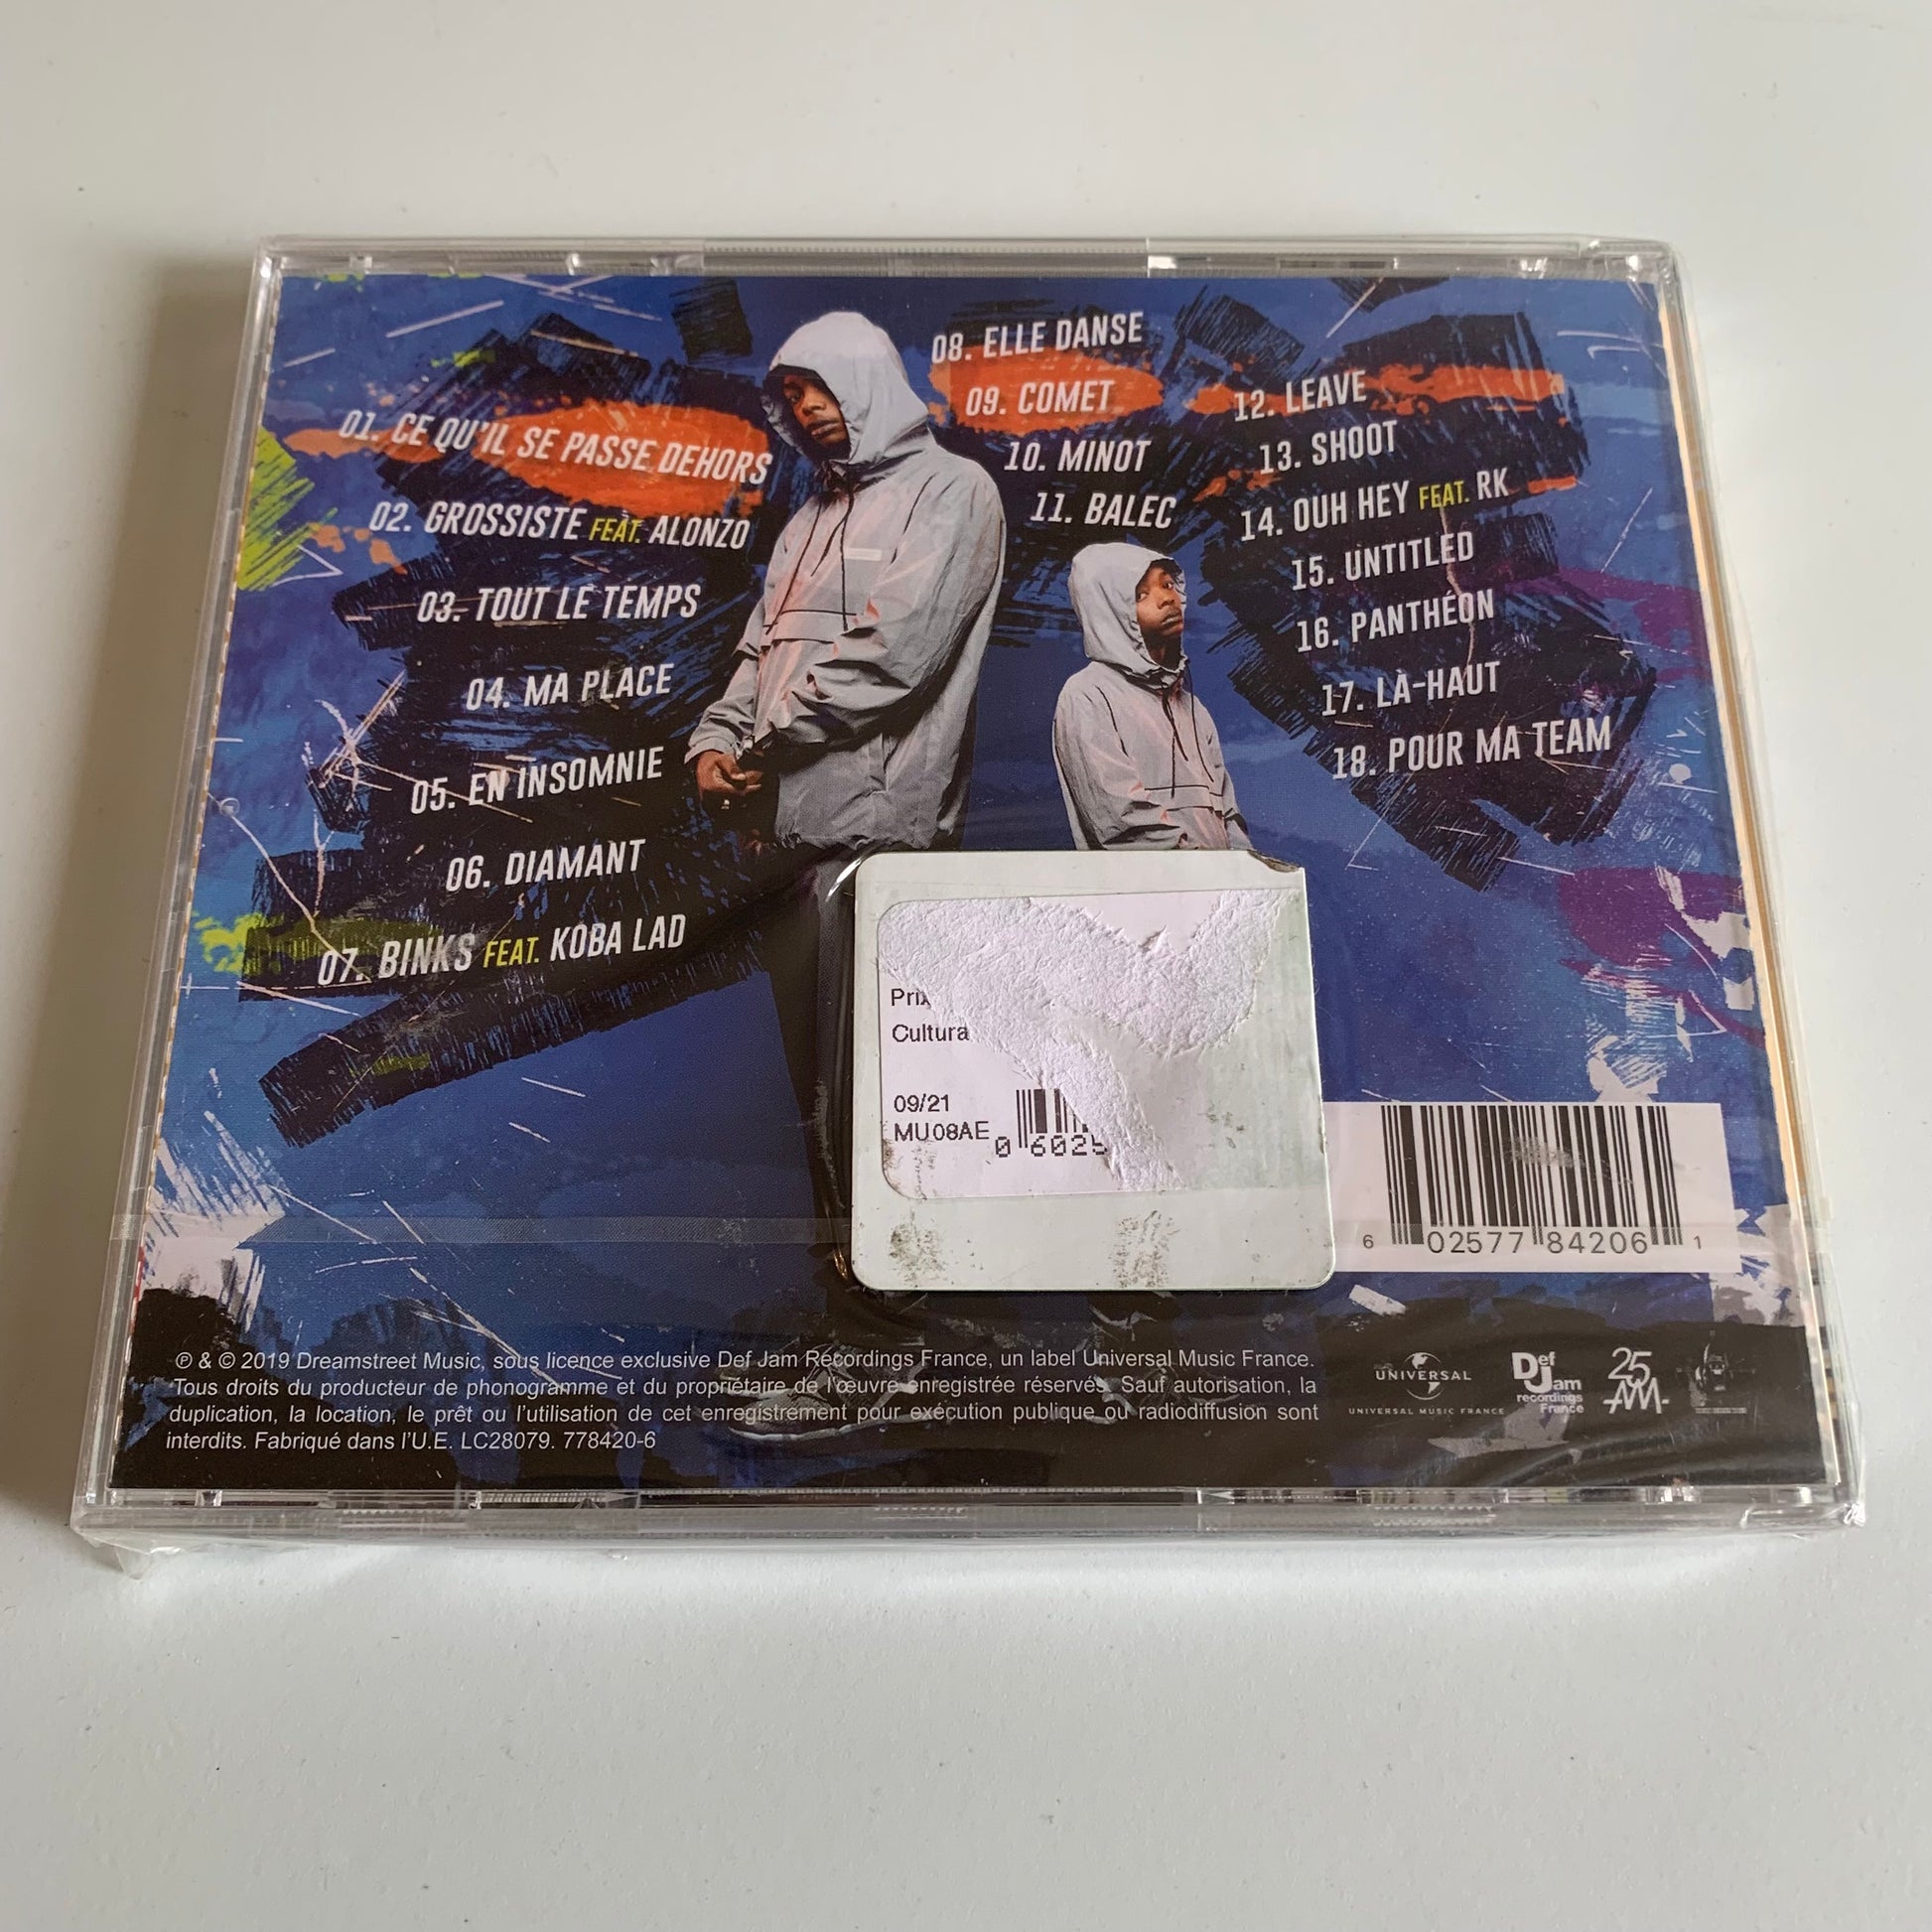 01. CE QU'IL SE PASSE DEHORS
02. GROSSISTE FEAT. ALONZO
03. TOUT LE TEMPS
04. MA PLACE
05. EN INSOMNIE
06. DIAMANT
07. BINKS FEAT. KOBA LAD
08. ELLE DANSE
09. COMET
10. MINOT
11. BALEC
12. LEAVE
13. SHOOT
14. OUH HEY FEAT. RK
15. UNTITLED
16. PANTHÉON
17. LÀ-HAUT
18. POUR MA TEAM
Prix
Cultura
09/21
MU08AE
0 6025
6 02577 84206 1
℗ & © 2019 Dreamstreet Music, sous licence exclusive Def Jam Recordings France, un label Universal Music France.
Tous droits du producteur de phonogramme et du propriétaire de l'œuvre enregistrée réservés. Sauf autorisation, la
duplication, la location, le prêt ou l'utilisation de cet enregistrement pour exécution publique ou radiodiffusion sont
interdits. Fabriqué dans l'U.E. LC28079. 778420-6
UNIVERSAL
UNIVERSAL MUSIC FRANCE
Def
Jam
recordings
France
25